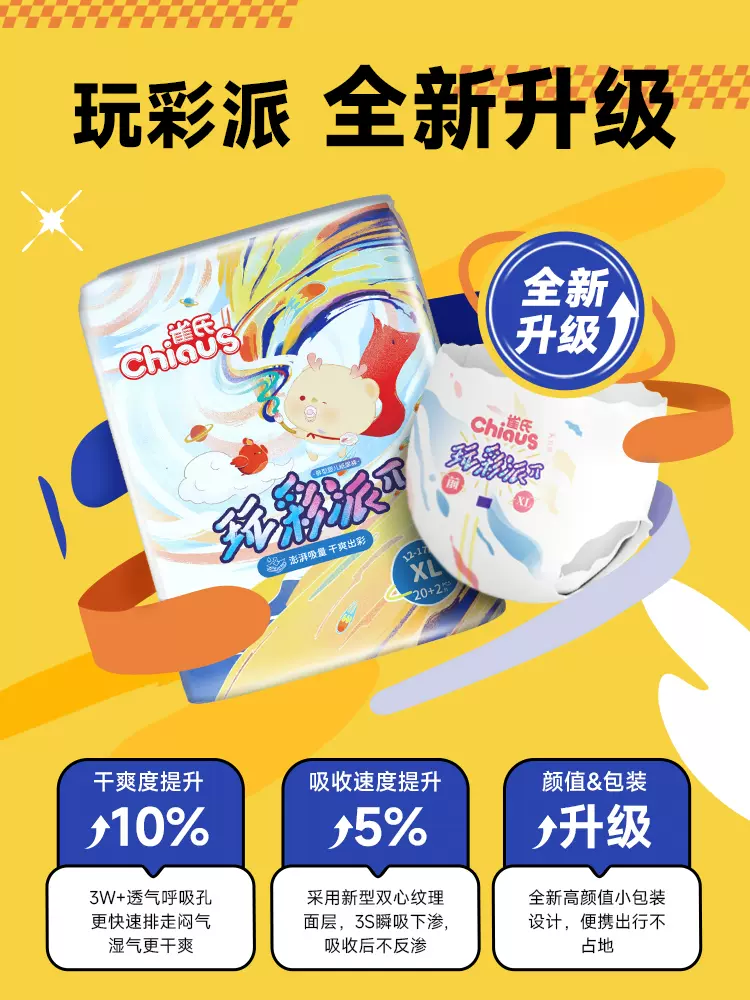 玩彩派 全新升级
全新
升级
雀氏
Chiaus
玩彩派π
澎湃吸量 干爽出彩
XL
20+2
雀氏
Chiaus
玩彩派π
前
XL
干爽度提升
10%
3W+透气呼吸孔
更快速排走闷气
湿气更干爽
吸收速度提升
5%
采用新型双心纹理
面层，3S瞬吸下渗，
吸收后不反渗
颜值&包装
升级
全新高颜值小包装
设计，便携出行不
占地